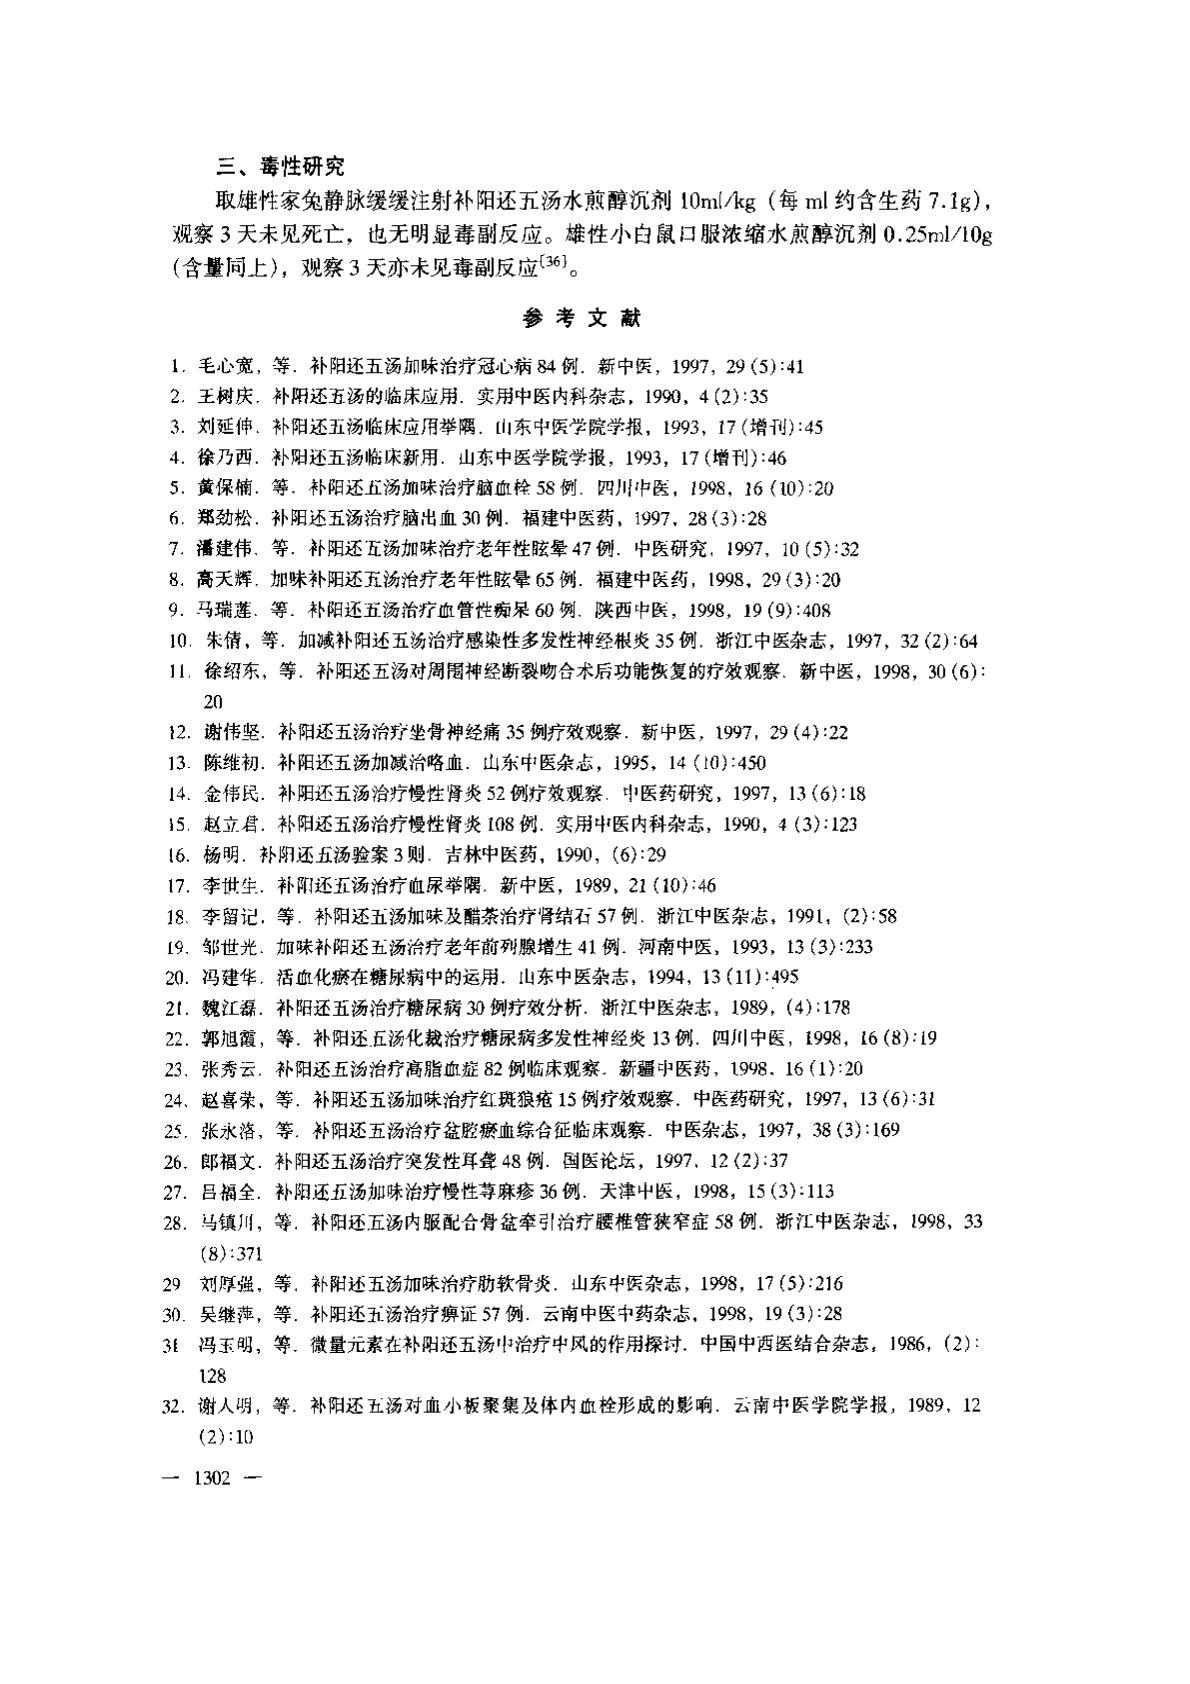 三、毒性研究
取雄性家兔静脉缓缓注射补阳还五汤水煎醇沉剂 10ml/kg（每 ml 约含生药 7.1g），
观察 3 天未见死亡，也无明显毒副反应。雄性小白鼠口服浓缩水煎醇沉剂 0.25ml/10g
（含量同上），观察 3 天亦未见毒副反应〔36〕。
参 考 文 献
1. 毛心宽，等．补阳还五汤加味治疗冠心病 84 例．新中医，1997，29 (5)∶41
2. 王树庆．补阳还五汤的临床应用．实用中医内科杂志，1990，4 (2)∶35
3. 刘延伸．补阳还五汤临床应用举隅．山东中医学院学报，1993，17 (增刊)∶45
4. 徐乃西．补阳还五汤临床新用．山东中医学院学报，1993，17 (增刊)∶46
5. 黄保楠．等．补阳还五汤加味治疗脑血栓 58 例．四川中医，1998，16 (10)∶20
6. 郑劲松．补阳还五汤治疗脑出血 30 例．福建中医药，1997，28 (3)∶28
7. 潘建伟、等．补阳还五汤加味治疗老年性眩晕 47 例．中医研究，1997，10 (5)∶32
8. 高天辉．加味补阳还五汤治疗老年性眩晕 65 例．福建中医药，1998，29 (3)∶20
9. 马瑞莲．等．补阳还五汤治疗血管性痴呆 60 例．陕西中医，1998，19 (9)∶408
10. 朱倩，等．加减补阳还五汤治疗感染性多发性神经根炎 35 例．浙江中医杂志，1997，32 (2)∶64
11. 徐绍东，等．补阳还五汤对周围神经断裂吻合术后功能恢复的疗效观察．新中医，1998，30 (6)∶
20
12. 谢伟坚．补阳还五汤治疗坐骨神经痛 35 例疗效观察．新中医，1997，29 (4)∶22
13. 陈维初．补阳还五汤加减治咯血．山东中医杂志，1995，14 (10)∶450
14. 金伟民．补阳还五汤治疗慢性肾炎 52 例疗效观察．中医药研究，1997，13 (6)∶18
15. 赵立君．补阳还五汤治疗慢性肾炎 108 例．实用中医内科杂志，1990，4 (3)∶123
16. 杨明．补阳还五汤验案 3 则．吉林中医药，1990，(6)∶29
17. 李世生．补阳还五汤治疗血尿举隅．新中医，1989，21 (10)∶46
18. 李留记，等．补阳还五汤加味及醋茶治疗肾结石 57 例．浙江中医杂志，1991，(2)∶58
19. 邹世光．加味补阳还五汤治疗老年前列腺增生 41 例．河南中医，1993，13 (3)∶233
20. 冯建华．活血化瘀在糖尿病中的运用．山东中医杂志，1994，13 (11)∶495
21. 魏江磊．补阳还五汤治疗糖尿病 30 例疗效分析．浙江中医杂志，1989，(4)∶178
22. 郭旭霞，等．补阳还五汤化裁治疗糖尿病多发性神经炎 13 例．四川中医，1998，16 (8)∶19
23. 张秀云．补阳还五汤治疗高脂血症 82 例临床观察．新疆中医药，1998，16 (1)∶20
24. 赵喜荣，等．补阳还五汤加味治疗红斑狼疮 15 例疗效观察．中医药研究，1997，13 (6)∶31
25. 张永洛，等．补阳还五汤治疗盆腔瘀血综合征临床观察．中医杂志，1997，38 (3)∶169
26. 郎福文．补阳还五汤治疗突发性耳聋 48 例．国医论坛，1997，12 (2)∶37
27. 吕福全．补阳还五汤加味治疗慢性荨麻疹 36 例．天津中医，1998，15 (3)∶113
28. 马镇川，等．补阳还五汤内服配合骨盆牵引治疗腰椎管狭窄症 58 例．浙江中医杂志，1998，33
(8)∶371
29 刘厚强，等．补阳还五汤加味治疗肋软骨炎．山东中医杂志，1998，17 (5)∶216
30. 吴继萍，等．补阳还五汤治疗痹证 57 例．云南中医中药杂志，1998，19 (3)∶28
31 冯玉明，等．微量元素在补阳还五汤中治疗中风的作用探讨．中国中西医结合杂志，1986，(2)∶
128
32. 谢人明，等．补阳还五汤对血小板聚集及体内血栓形成的影响．云南中医学院学报，1989，12
(2)∶10
— 1302 —